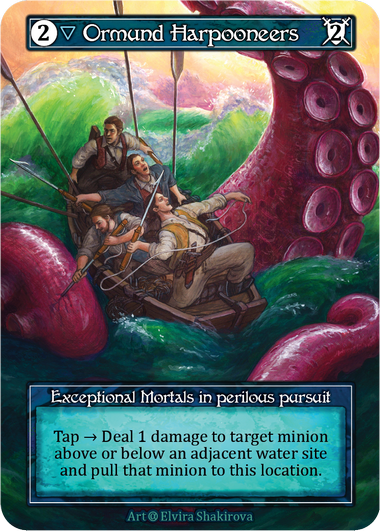 2 Ormund Harpooneers 2
Exceptional Mortals in perilous pursuit
Tap → Deal 1 damage to target minion
above or below an adjacent water site
and pull that minion to this location.
Art @ Elvira Shakirova